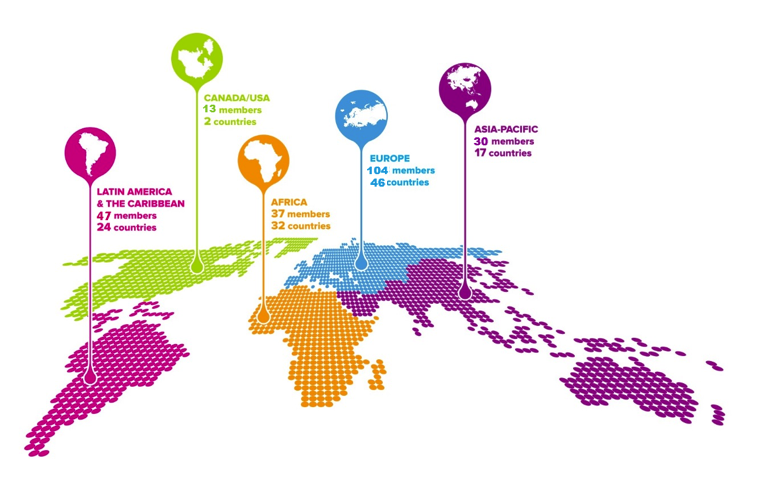 CANADA/USA
13 members
2 countries
ASIA-PACIFIC
30 members
17 countries
EUROPE
104 members
46 countries
LATIN AMERICA
& THE CARIBBEAN
47 members
24 countries
AFRICA
37 members
32 countries